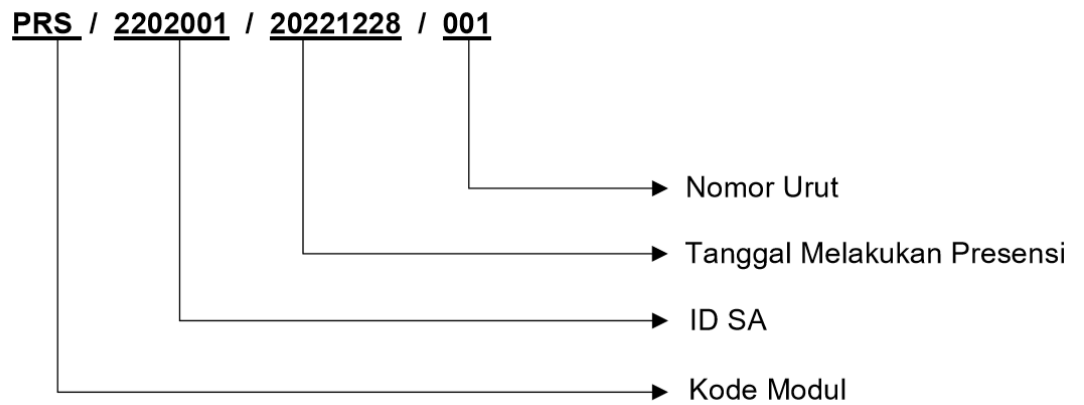 PRS / 2202001 / 20221228 / 001
Nomor Urut
Tanggal Melakukan Presensi
ID SA
Kode Modul